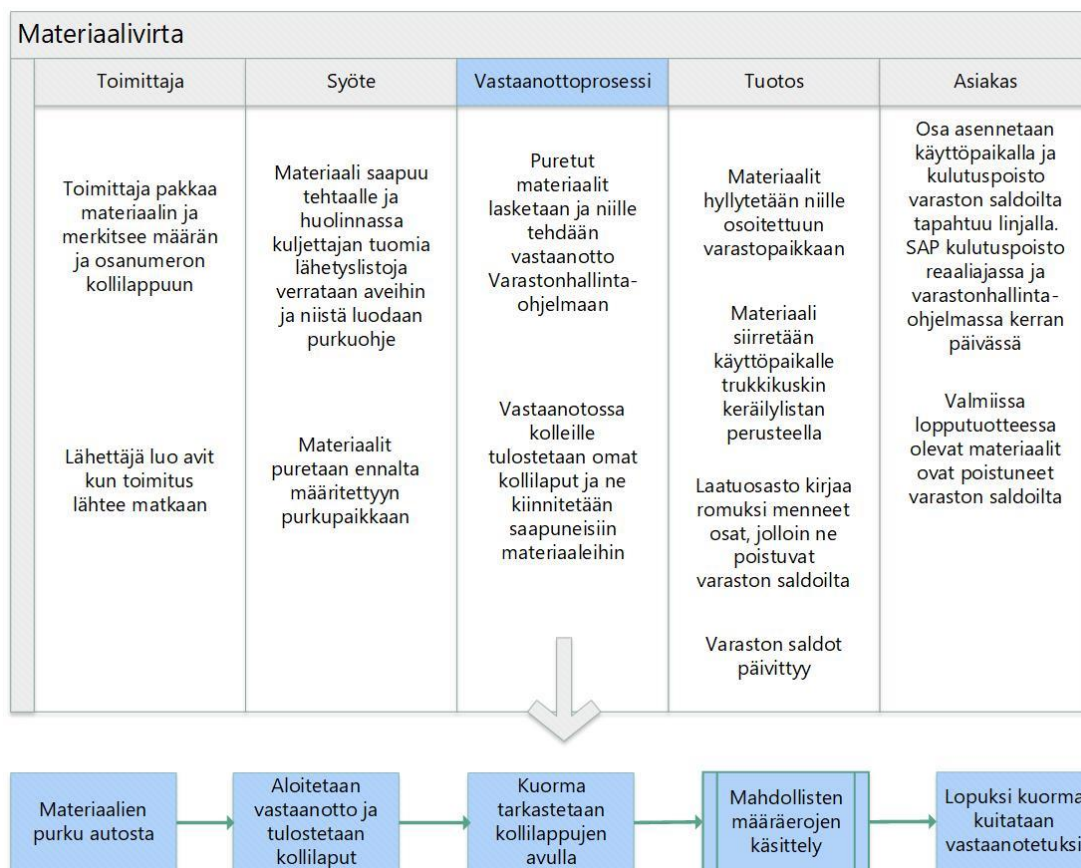 Materiaalivirta
Toimittaja
Syöte
Vastaanottoprosessi
Tuotos
Asiakas
Toimittaja pakkaa
materiaalin ja
merkitsee määrän
ja osanumeron
kollilappuun
Lähettäjä luo avit
kun toimitus
lähtee matkaan
Materiaali saapuu
tehtaalle ja
huolinnassa
kuljettajan tuomia
lähetyslistoja
verrataan aveihin
ja niistä luodaan
purkuohje
Materiaalit
puretaan ennalta
määritettyyn
purkupaikkaan
Puretut
materiaalit
lasketaan ja niille
tehdään
vastaanotto
Varastonhallinta-
ohjelmaan
Vastaanotossa
kolleille
tulostetaan omat
kollilaput ja ne
kiinnitetään
saapuneisiin
materiaaleihin
Materiaalit
hyllytetään niille
osoitettuun
varastopaikkaan
Materiaali
siirretään
käyttöpaikalle
trukkikuskin
keräilylistan
perusteella
Laatuosasto kirjaa
romuksi menneet
osat, jolloin ne
poistuvat
varaston saldoilta
Varaston saldot
päivittyy
Osa asennetaan
käyttöpaikalla ja
kulutuspoisto
varaston saldoilta
tapahtuu linjalla.
SAP kulutuspoisto
reaaliajassa ja
varastonhallinta-
ohjelmassa kerran
päivässä
Valmiissa
lopputuotteessa
olevat materiaalit
ovat poistuneet
varaston saldoilta
Materiaalien
purku autosta
Aloitetaan
vastaanotto ja
tulostetaan
kollilaput
Kuorma
tarkastetaan
kollilappujen
avulla
Mahdollisten
määräerojen
käsittely
Lopuksi kuorma
kuitataan
vastaanotetuksi